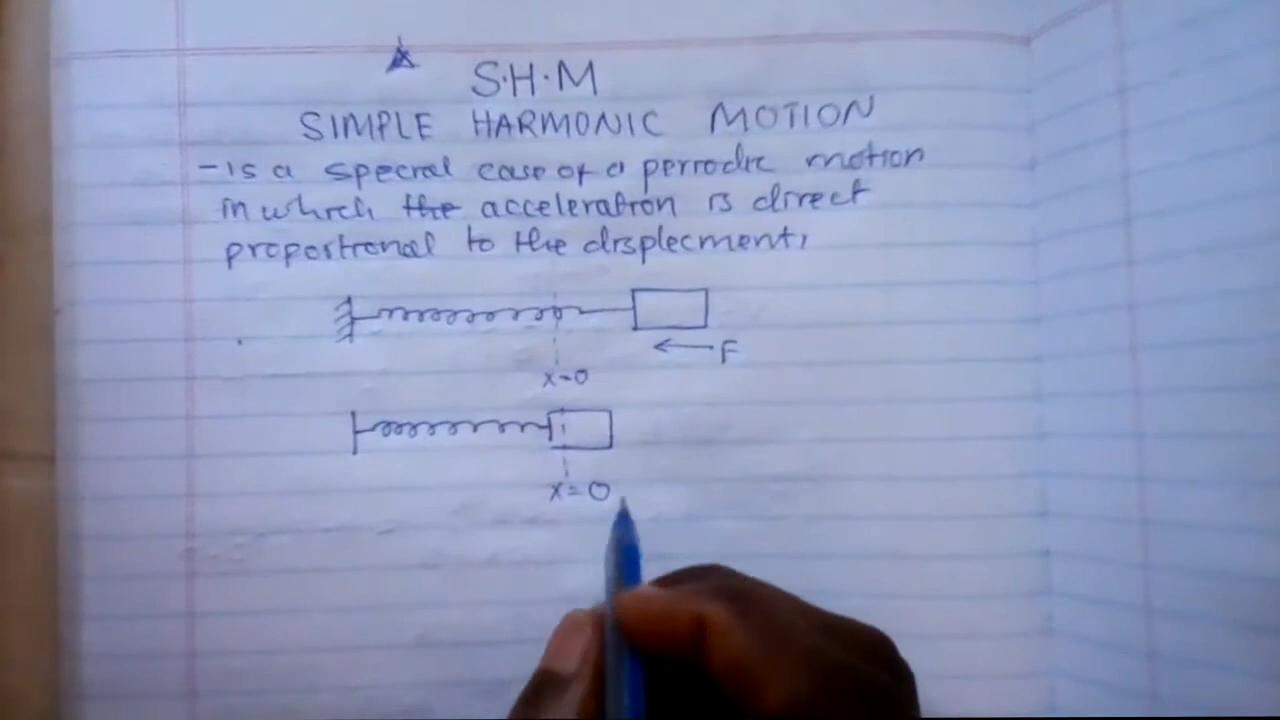 S.H.M
SIMPLE HARMONIC MOTION
- is a special case of a periodic motion
in which the acceleration is direct
proportional to the displecment,
F
x=0
x=0